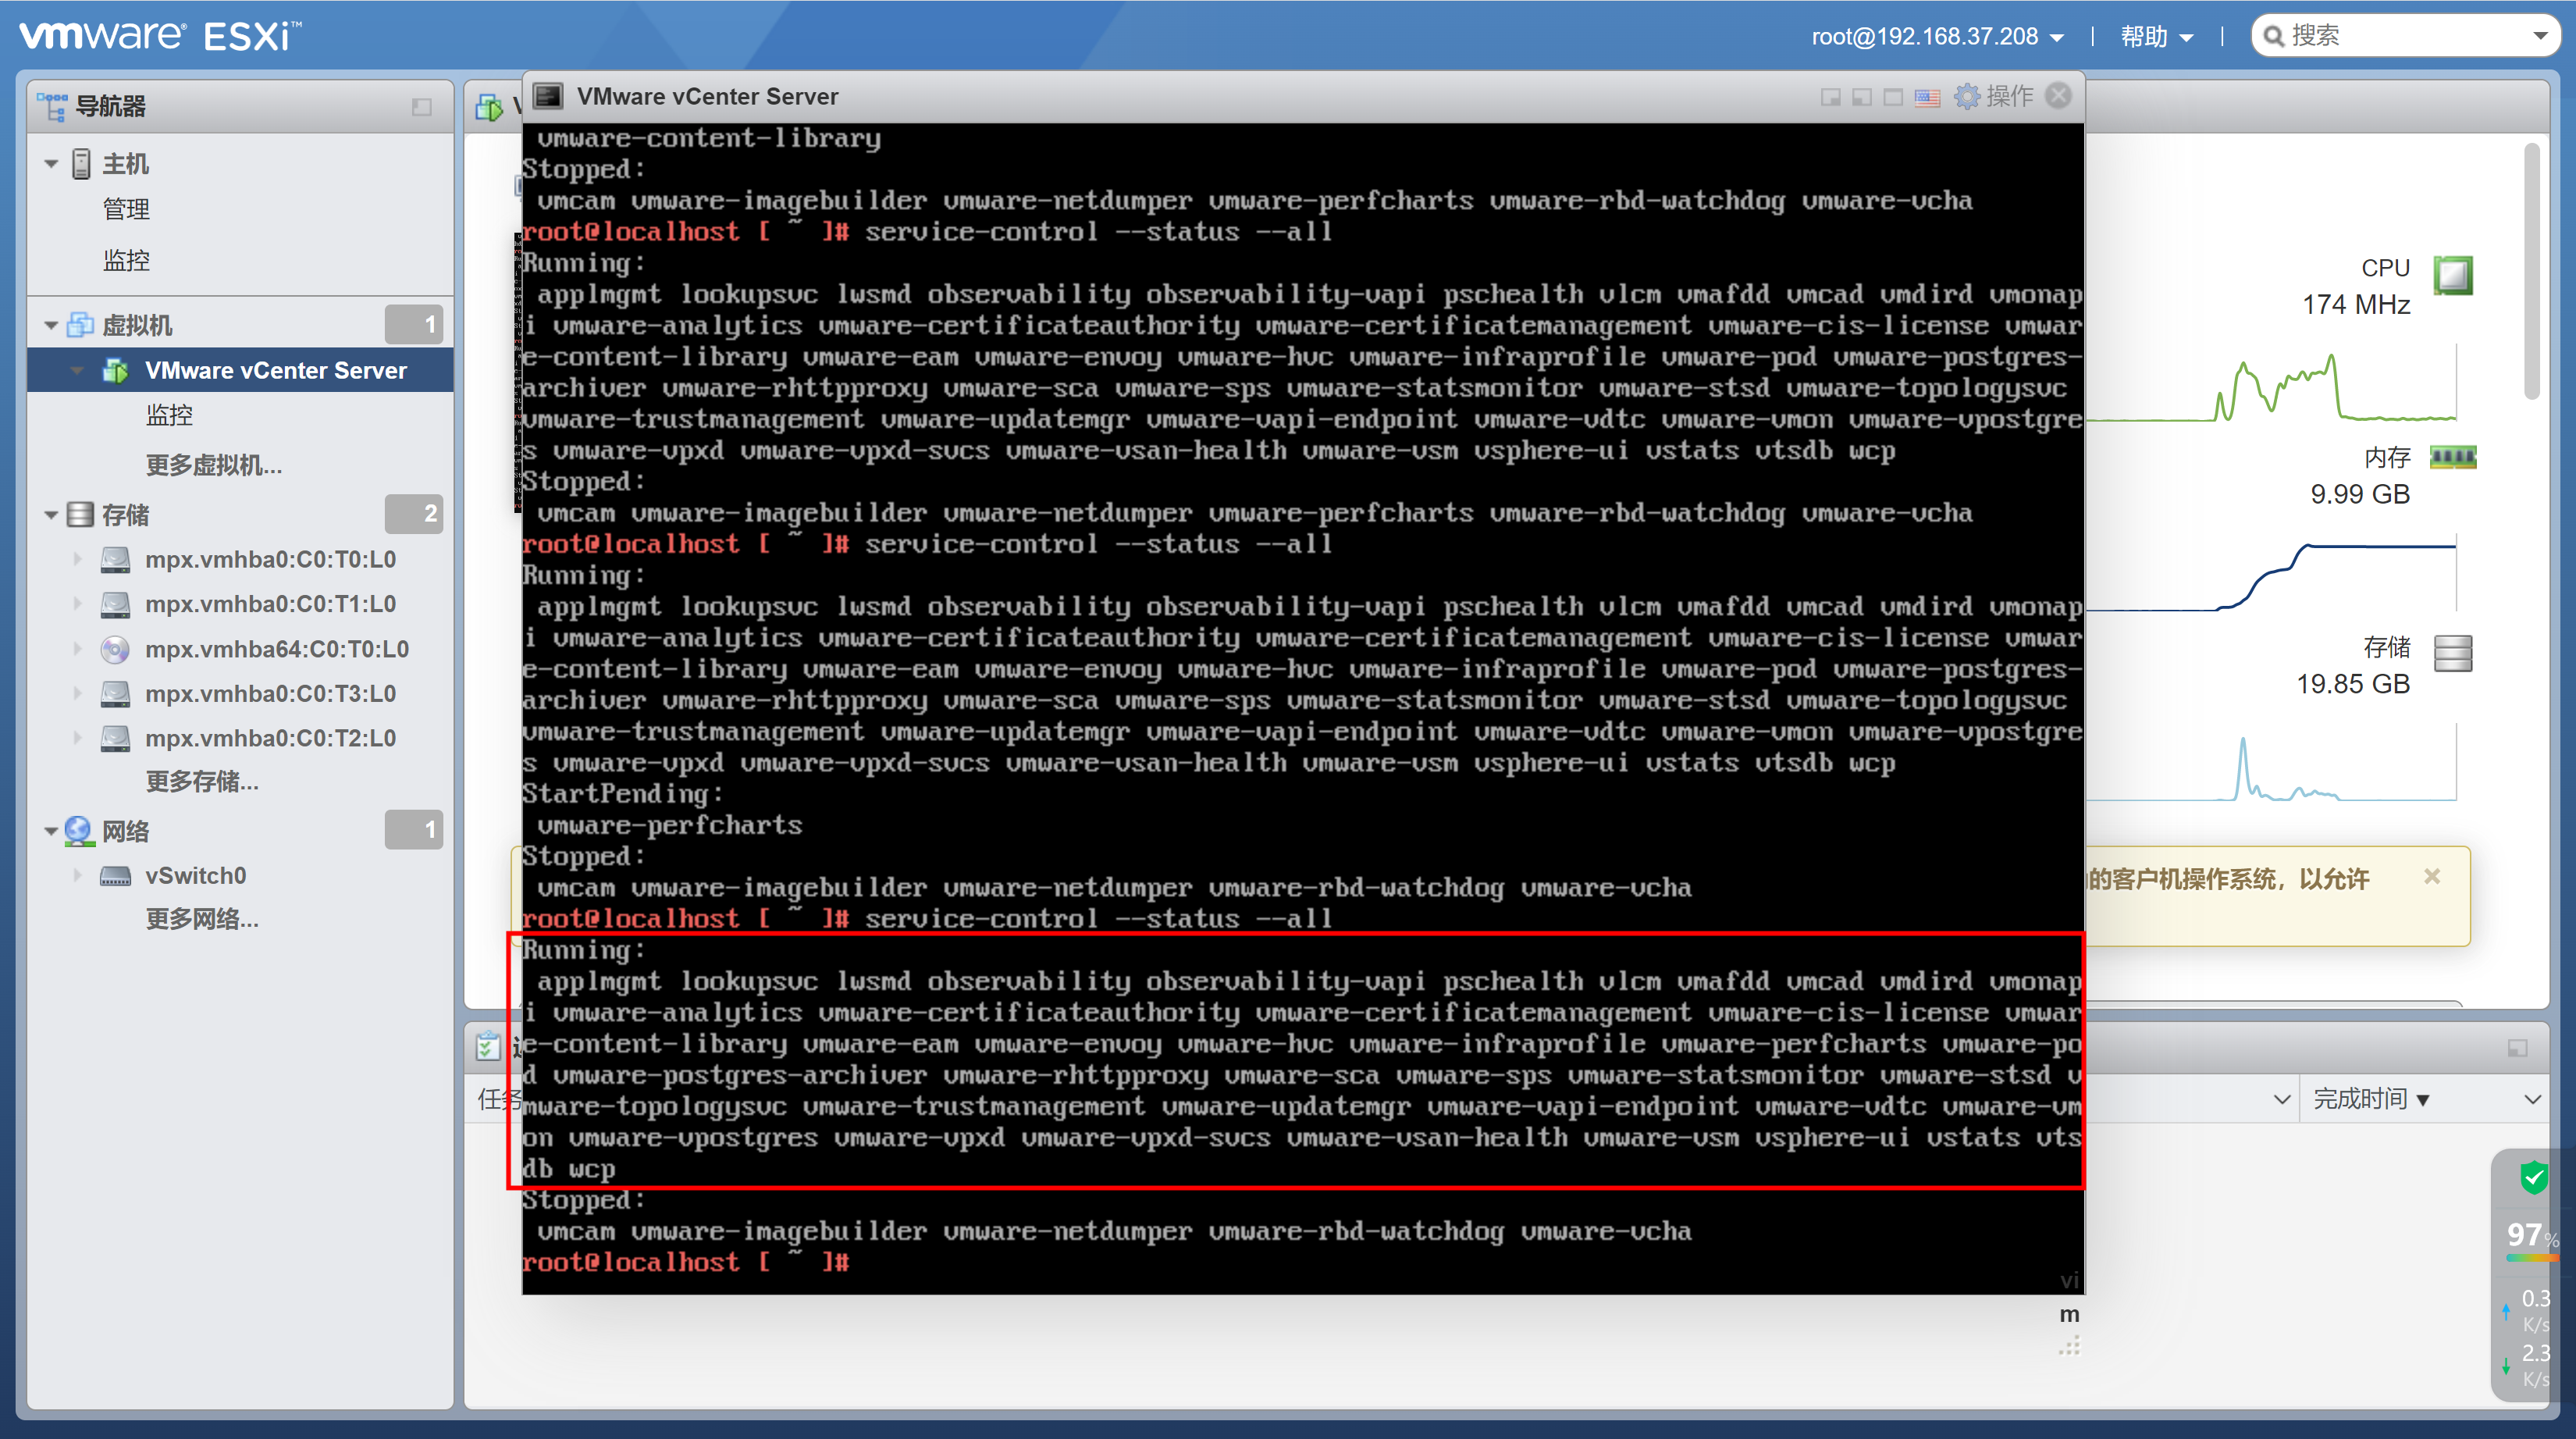 vmware® ESXi™
root@192.168.37.208
帮助
搜索
导航器
主机
管理
监控
虚拟机 1
VMware vCenter Server
监控
更多虚拟机...
存储 2
mpx.vmhba0:C0:T0:L0
mpx.vmhba0:C0:T1:L0
mpx.vmhba64:C0:T0:L0
mpx.vmhba0:C0:T3:L0
mpx.vmhba0:C0:T2:L0
更多存储...
网络 1
vSwitch0
更多网络...
VMware vCenter Server
操作
vmware-content-library
Stopped:
vmcam vmware-imagebuilder vmware-netdumper vmware-perfcharts vmware-rbd-watchdog vmware-vcha
root@localhost [ ~ ]# service-control --status --all
Running:
applmgmt lookupsvc lwsmd observability observability-vapi pschealth vlcm vmafdd vmcad vmdird vmonap
i vmware-analytics vmware-certificateauthority vmware-certificatemanagement vmware-cis-license vmwar
e-content-library vmware-eam vmware-envoy vmware-hvc vmware-infraprofile vmware-pod vmware-postgres-
archiver vmware-rhttpproxy vmware-sca vmware-sps vmware-statsmonitor vmware-stsd vmware-topologysvc
vmware-trustmanagement vmware-updatemgr vmware-vapi-endpoint vmware-vdtc vmware-vmon vmware-vpostgre
s vmware-vpxd vmware-vpxd-svcs vmware-vsan-health vmware-vsm vsphere-ui vstats vtsdb wcp
Stopped:
vmcam vmware-imagebuilder vmware-netdumper vmware-perfcharts vmware-rbd-watchdog vmware-vcha
root@localhost [ ~ ]# service-control --status --all
Running:
applmgmt lookupsvc lwsmd observability observability-vapi pschealth vlcm vmafdd vmcad vmdird vmonap
i vmware-analytics vmware-certificateauthority vmware-certificatemanagement vmware-cis-license vmwar
e-content-library vmware-eam vmware-envoy vmware-hvc vmware-infraprofile vmware-pod vmware-postgres-
archiver vmware-rhttpproxy vmware-sca vmware-sps vmware-statsmonitor vmware-stsd vmware-topologysvc
vmware-trustmanagement vmware-updatemgr vmware-vapi-endpoint vmware-vdtc vmware-vmon vmware-vpostgre
s vmware-vpxd vmware-vpxd-svcs vmware-vsan-health vmware-vsm vsphere-ui vstats vtsdb wcp
StartPending:
vmware-perfcharts
Stopped:
vmcam vmware-imagebuilder vmware-netdumper vmware-rbd-watchdog vmware-vcha
root@localhost [ ~ ]# service-control --status --all
Running:
applmgmt lookupsvc lwsmd observability observability-vapi pschealth vlcm vmafdd vmcad vmdird vmonap
i vmware-analytics vmware-certificateauthority vmware-certificatemanagement vmware-cis-license vmwar
e-content-library vmware-eam vmware-envoy vmware-hvc vmware-infraprofile vmware-perfcharts vmware-po
d vmware-postgres-archiver vmware-rhttpproxy vmware-sca vmware-sps vmware-statsmonitor vmware-stsd v
mware-topologysvc vmware-trustmanagement vmware-updatemgr vmware-vapi-endpoint vmware-vdtc vmware-vm
on vmware-vpostgres vmware-vpxd vmware-vpxd-svcs vmware-vsan-health vmware-vsm vsphere-ui vstats vts
db wcp
Stopped:
vmcam vmware-imagebuilder vmware-netdumper vmware-rbd-watchdog vmware-vcha
root@localhost [ ~ ]#
vi
m
CPU
174 MHz
内存
9.99 GB
存储
19.85 GB
的客户机操作系统，以允许
任务
完成时间
97%
0.3
K/s
2.3
K/s